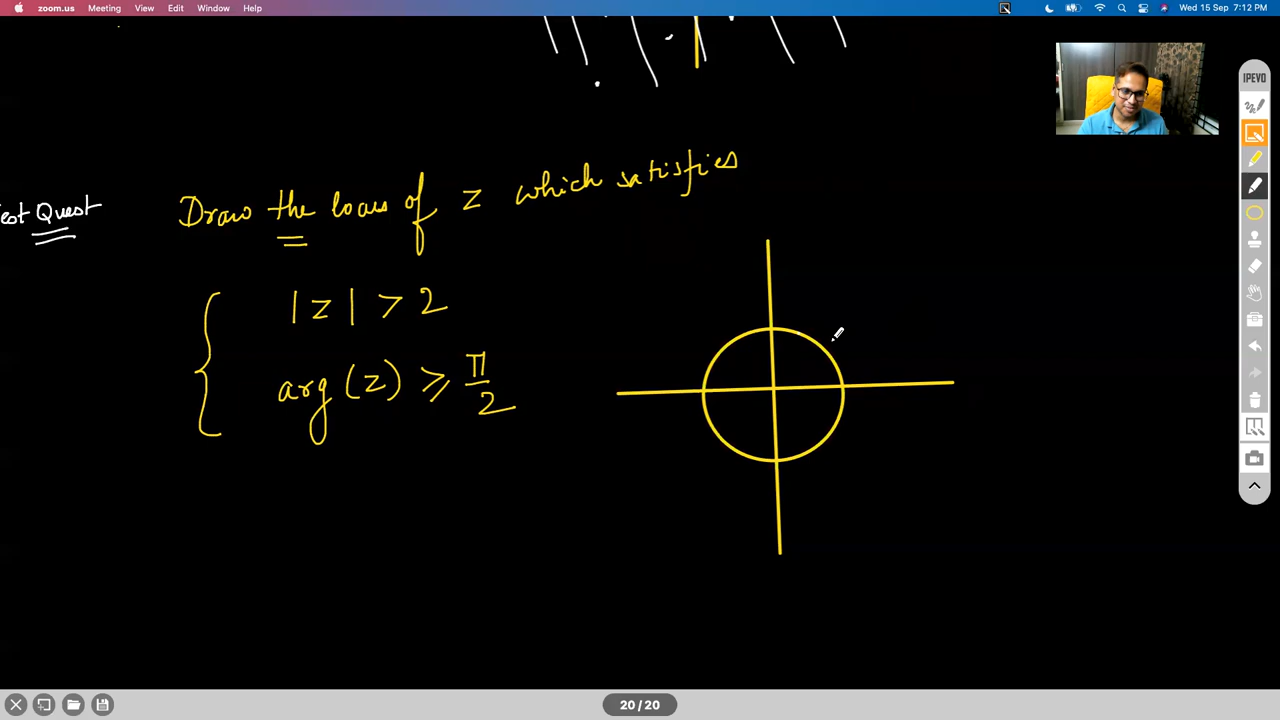 zoom.us Meeting View Edit Window Help Wed 15 Sep 7:12 PM
IPEVO
Draw the locus of z which satisfies
est Quest
|z| > 2
arg(z) ⩾ π/2
20/20